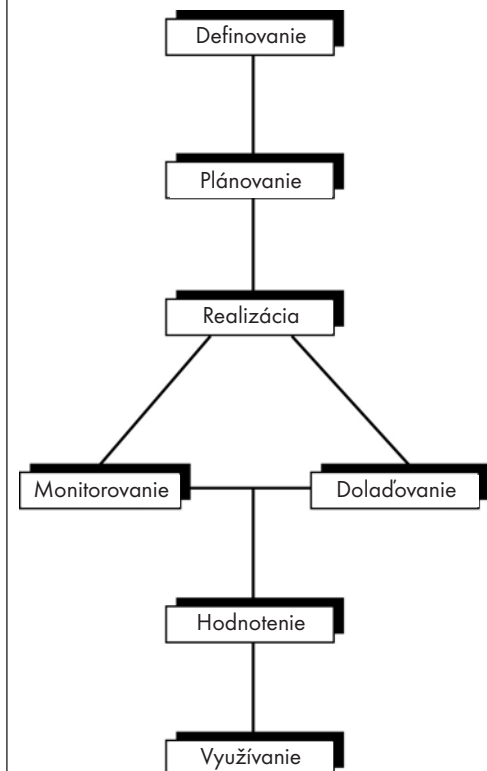 Definovanie
Plánovanie
Realizácia
Monitorovanie
Dolaďovanie
Hodnotenie
Využívanie